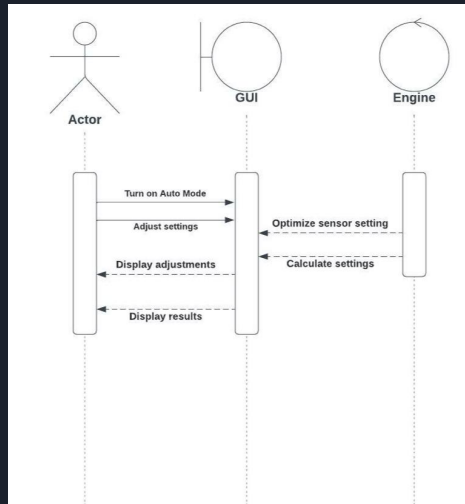 GUI
Engine
Actor
Turn on Auto Mode
Adjust settings
Optimize sensor setting
Display adjustments
Calculate settings
Display results